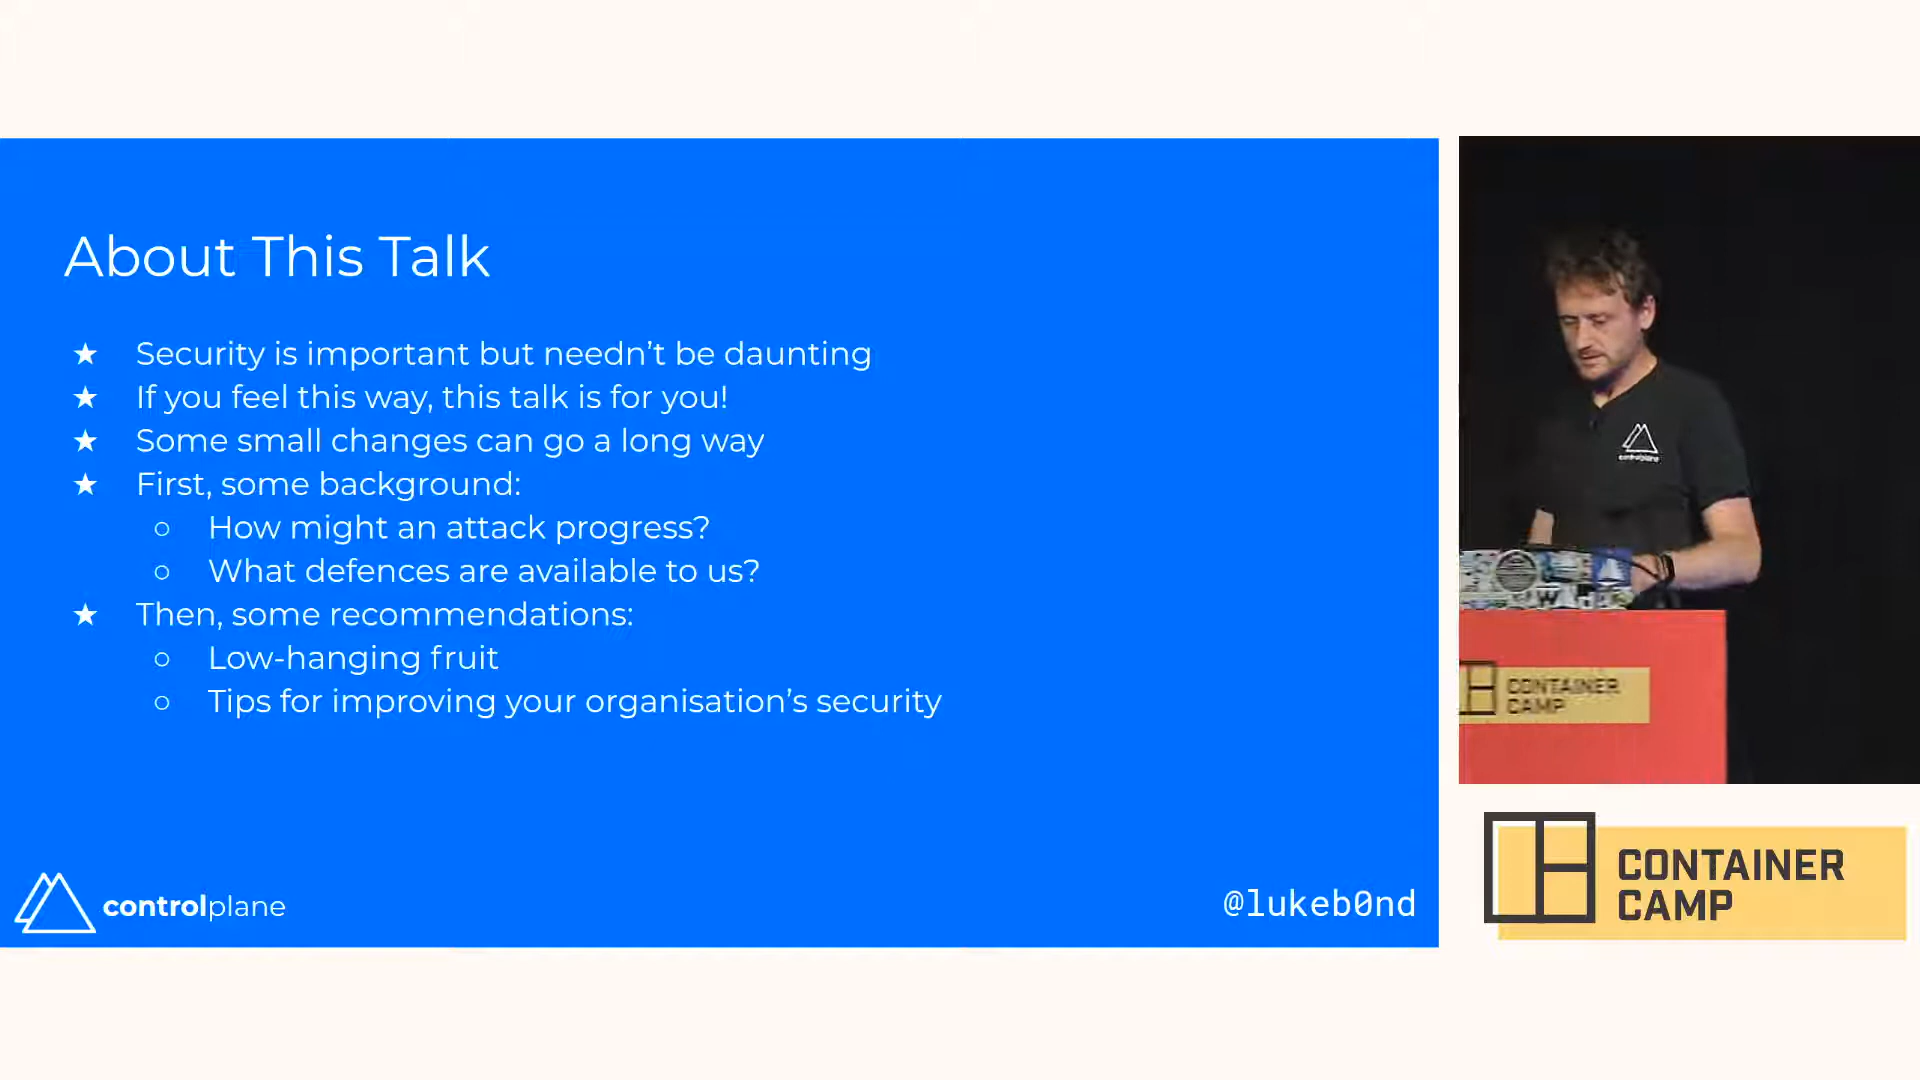 About This Talk
★ Security is important but needn’t be daunting
★ If you feel this way, this talk is for you!
★ Some small changes can go a long way
★ First, some background:
○ How might an attack progress?
○ What defences are available to us?
★ Then, some recommendations:
○ Low-hanging fruit
○ Tips for improving your organisation’s security
controlplane
@lukeb0nd
controlplane
CONTAINER
CAMP
CONTAINER
CAMP